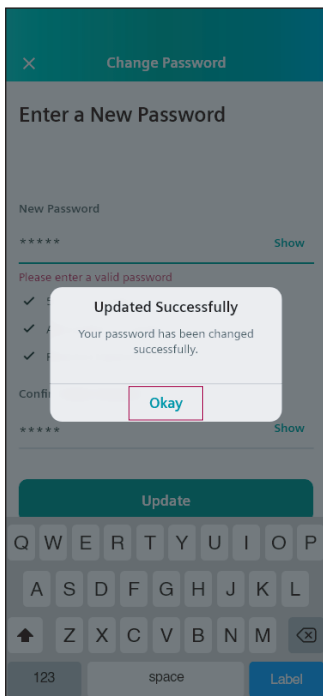 Change Password
Enter a New Password
New Password
*****
Show
Please enter a valid password
Updated Successfully
Your password has been changed
successfully.
Okay
*****
Show
Update
Q W E R T Y U I O P
A S D F G H J K L
Z X C V B N M
123 space Label